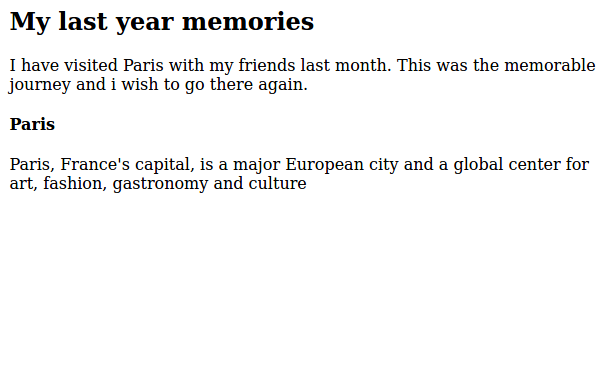 My last year memories
I have visited Paris with my friends last month. This was the memorable
journey and i wish to go there again.
Paris
Paris, France's capital, is a major European city and a global center for
art, fashion, gastronomy and culture